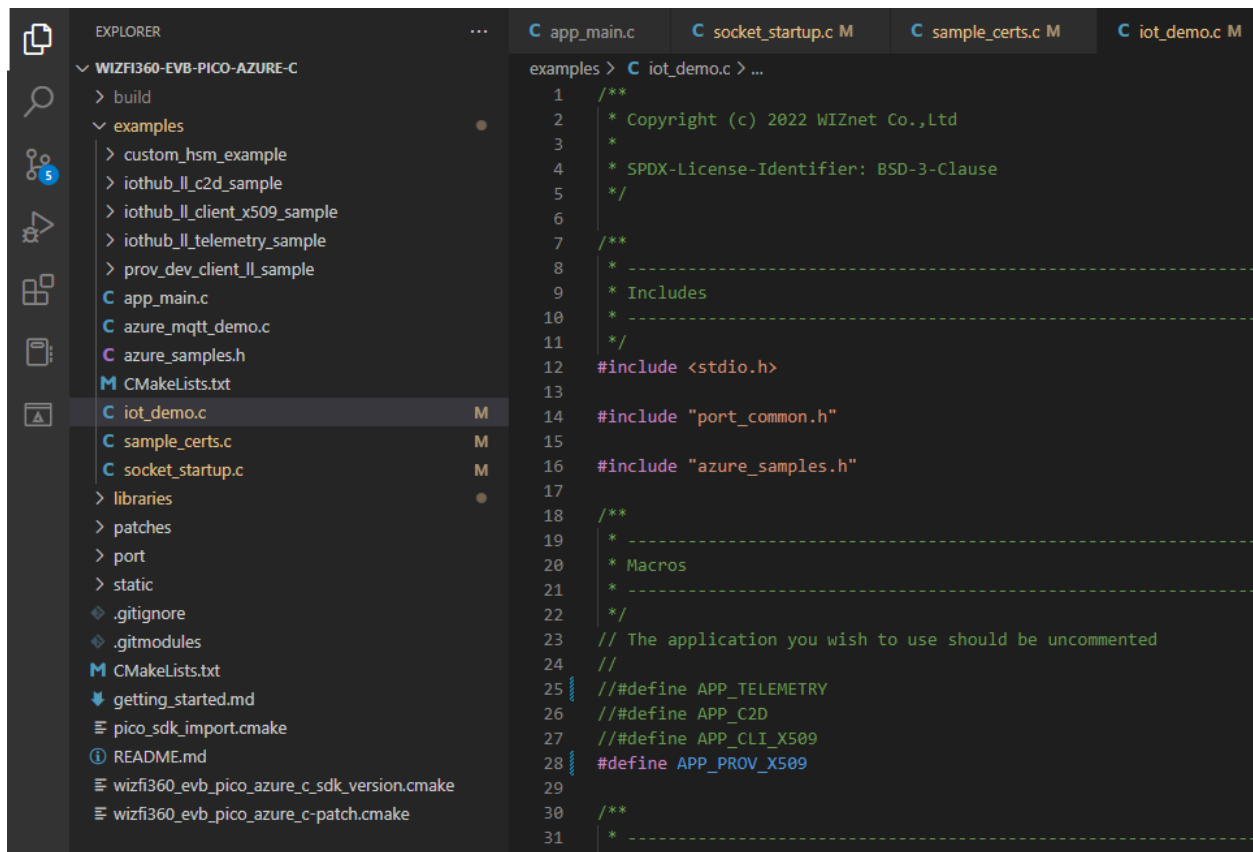 EXPLORER ...
WIZFI360-EVB-PICO-AZURE-C
build
examples
custom_hsm_example
iothub_ll_c2d_sample
iothub_ll_client_x509_sample
iothub_ll_telemetry_sample
prov_dev_client_ll_sample
C app_main.c
C azure_mqtt_demo.c
C azure_samples.h
M CMakeLists.txt
C iot_demo.c M
C sample_certs.c M
C socket_startup.c M
libraries
patches
port
static
.gitignore
.gitmodules
M CMakeLists.txt
getting_started.md
pico_sdk_import.cmake
README.md
wizfi360_evb_pico_azure_c_sdk_version.cmake
wizfi360_evb_pico_azure_c-patch.cmake
5
C app_main.c C socket_startup.c M C sample_certs.c M C iot_demo.c M
examples > C iot_demo.c > ...
1 /**
2 * Copyright (c) 2022 WIZnet Co.,Ltd
3 *
4 * SPDX-License-Identifier: BSD-3-Clause
5 */
6
7 /**
8 * ----------------------------------------------------------------
9 * Includes
10 * ----------------------------------------------------------------
11 */
12 #include <stdio.h>
13
14 #include "port_common.h"
15
16 #include "azure_samples.h"
17
18 /**
19 * ----------------------------------------------------------------
20 * Macros
21 * ----------------------------------------------------------------
22 */
23 // The application you wish to use should be uncommented
24 //
25 //#define APP_TELEMETRY
26 //#define APP_C2D
27 //#define APP_CLI_X509
28 #define APP_PROV_X509
29
30 /**
31 * ----------------------------------------------------------------